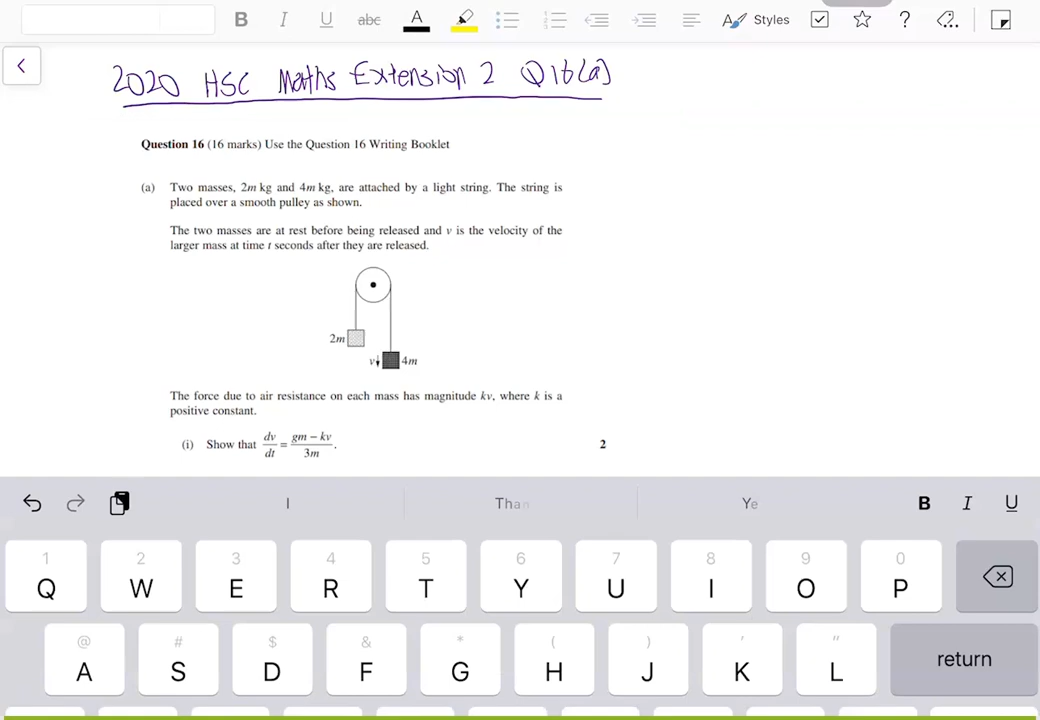 B I U abc A Styles ?
2020 HSC Maths Extension 2 Q16(a)
Question 16 (16 marks) Use the Question 16 Writing Booklet
(a) Two masses, 2m kg and 4m kg, are attached by a light string. The string is
placed over a smooth pulley as shown.
The two masses are at rest before being released and v is the velocity of the
larger mass at time t seconds after they are released.
2m
v 4m
The force due to air resistance on each mass has magnitude kv, where k is a
positive constant.
(i) Show that dv/dt = (gm − kv)/3m. 2
I Than Ye B I U
1 2 3 4 5 6 7 8 9 0
Q W E R T Y U I O P
@ # $ & * ( ) ' "
A S D F G H J K L return